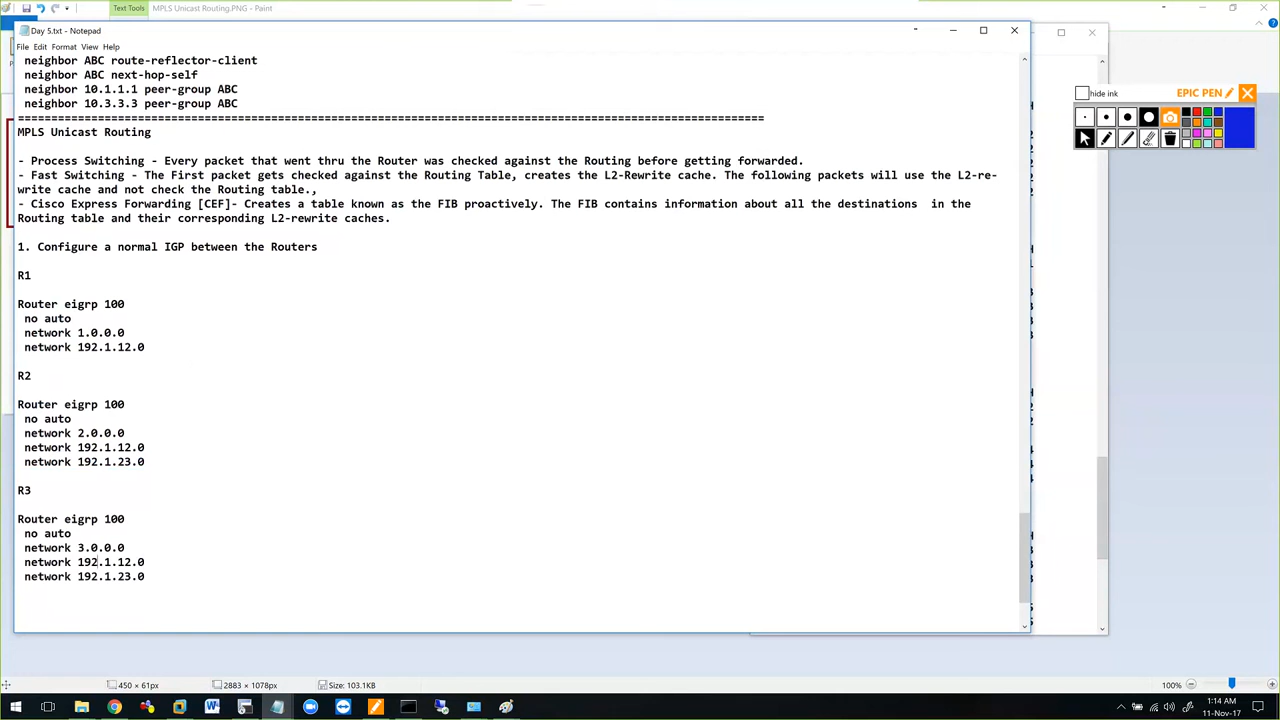 Text Tools
MPLS Unicast Routing.PNG - Paint
Day 5.txt - Notepad
File Edit Format View Help
neighbor ABC route-reflector-client
neighbor ABC next-hop-self
neighbor 10.1.1.1 peer-group ABC
neighbor 10.3.3.3 peer-group ABC
=================================================================================================================
MPLS Unicast Routing
- Process Switching - Every packet that went thru the Router was checked against the Routing before getting forwarded.
- Fast Switching - The First packet gets checked against the Routing Table, creates the L2-Rewrite cache. The following packets will use the L2-re-
write cache and not check the Routing table.,
- Cisco Express Forwarding [CEF]- Creates a table known as the FIB proactively. The FIB contains information about all the destinations  in the
Routing table and their corresponding L2-rewrite caches.
1. Configure a normal IGP between the Routers
R1
Router eigrp 100
no auto
network 1.0.0.0
network 192.1.12.0
R2
Router eigrp 100
no auto
network 2.0.0.0
network 192.1.12.0
network 192.1.23.0
R3
Router eigrp 100
no auto
network 3.0.0.0
network 192.1.12.0
network 192.1.23.0
hide ink
EPIC PEN
450 × 61px
2883 × 1078px
Size: 103.1KB
100%
1:14 AM
11-Nov-17